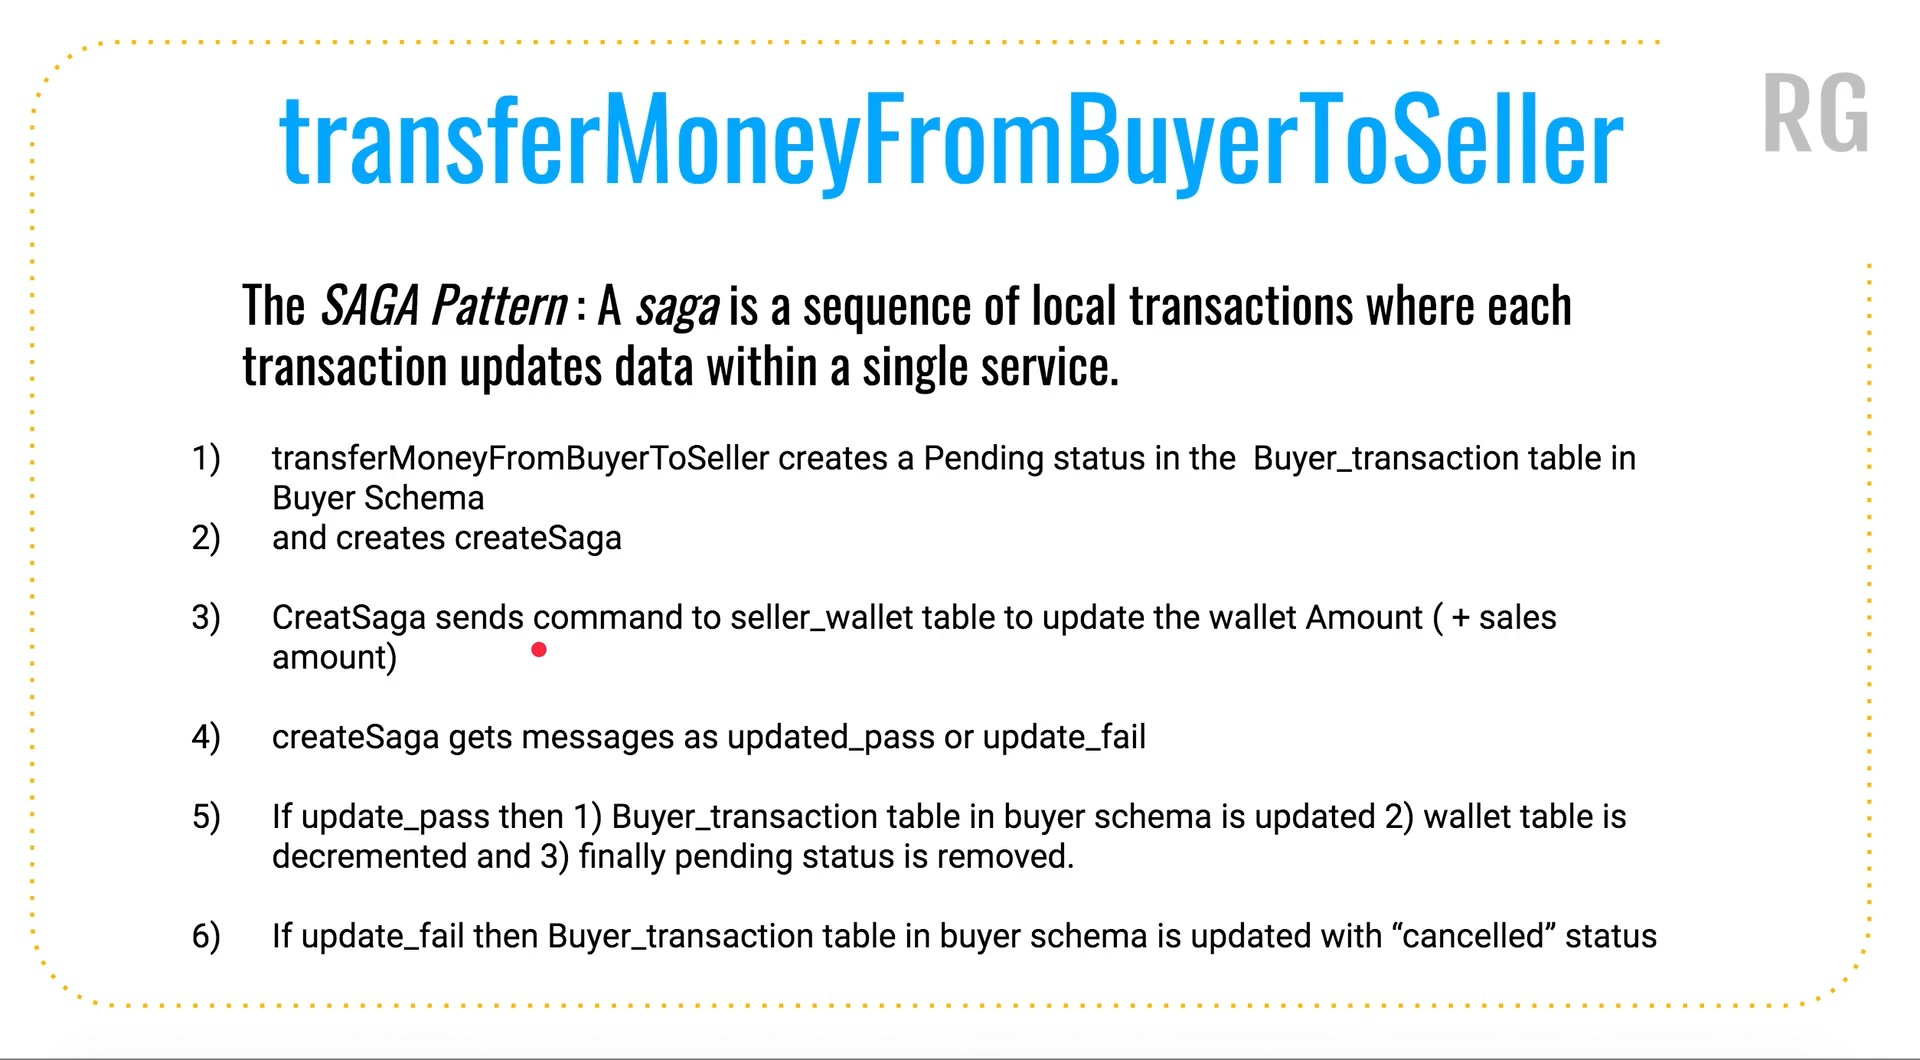 RG
transferMoneyFromBuyerToSeller
The SAGA Pattern : A saga is a sequence of local transactions where each
transaction updates data within a single service.
1) transferMoneyFromBuyerToSeller creates a Pending status in the Buyer_transaction table in
Buyer Schema
2) and creates createSaga
3) CreatSaga sends command to seller_wallet table to update the wallet Amount ( + sales
amount)
4) createSaga gets messages as updated_pass or update_fail
5) If update_pass then 1) Buyer_transaction table in buyer schema is updated 2) wallet table is
decremented and 3) finally pending status is removed.
6) If update_fail then Buyer_transaction table in buyer schema is updated with “cancelled” status